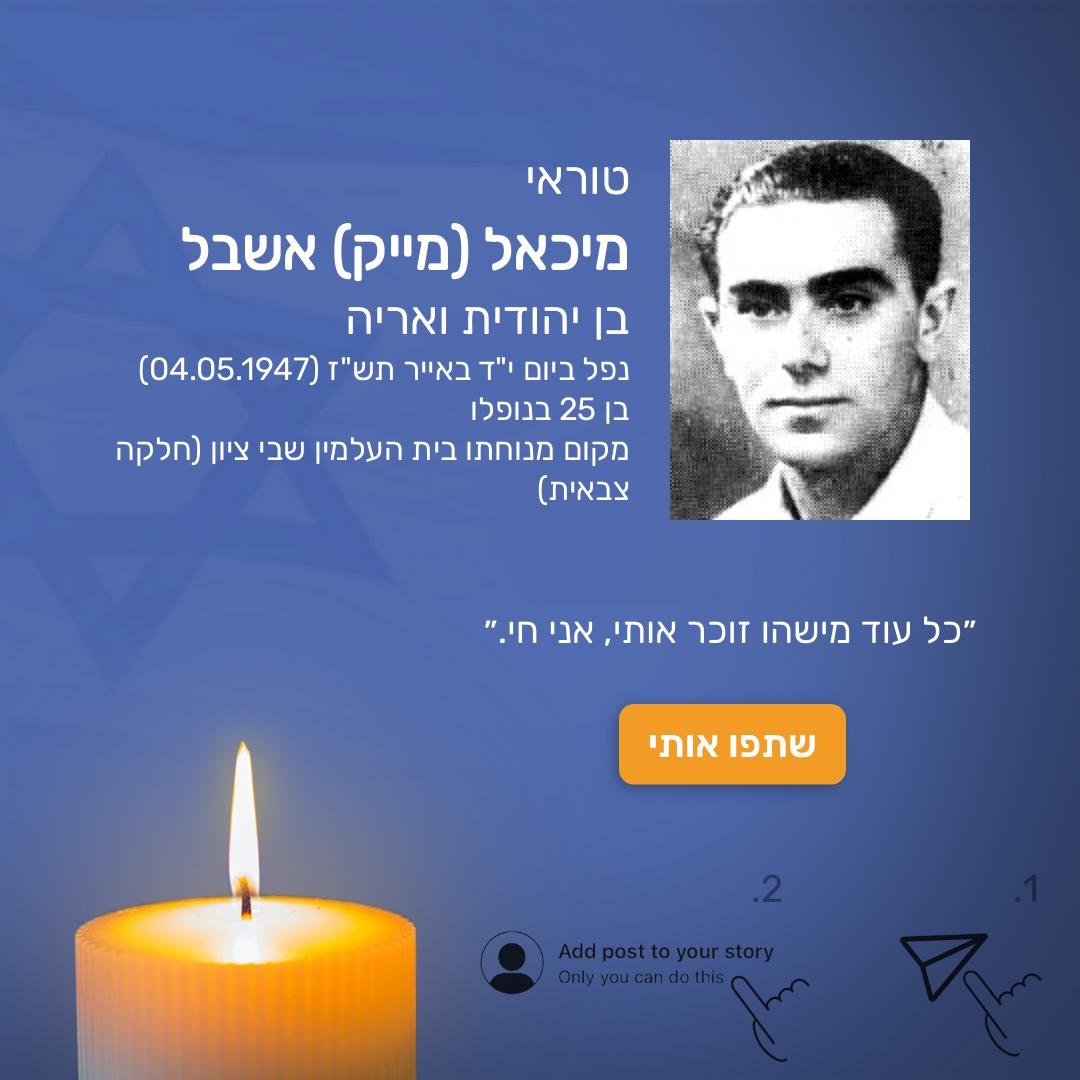 טוראי
מיכאל (מייק) אשבל
בן יהודית ואריה
נפל ביום י"ד באייר תש"ז (04.05.1947)
בן 25 בנופלו
מקום מנוחתו בית העלמין שבי ציון (חלקה
צבאית)
״כל עוד מישהו זוכר אותי, אני חי.״
שתפו אותי
1.
2.
Add post to your story
Only you can do this